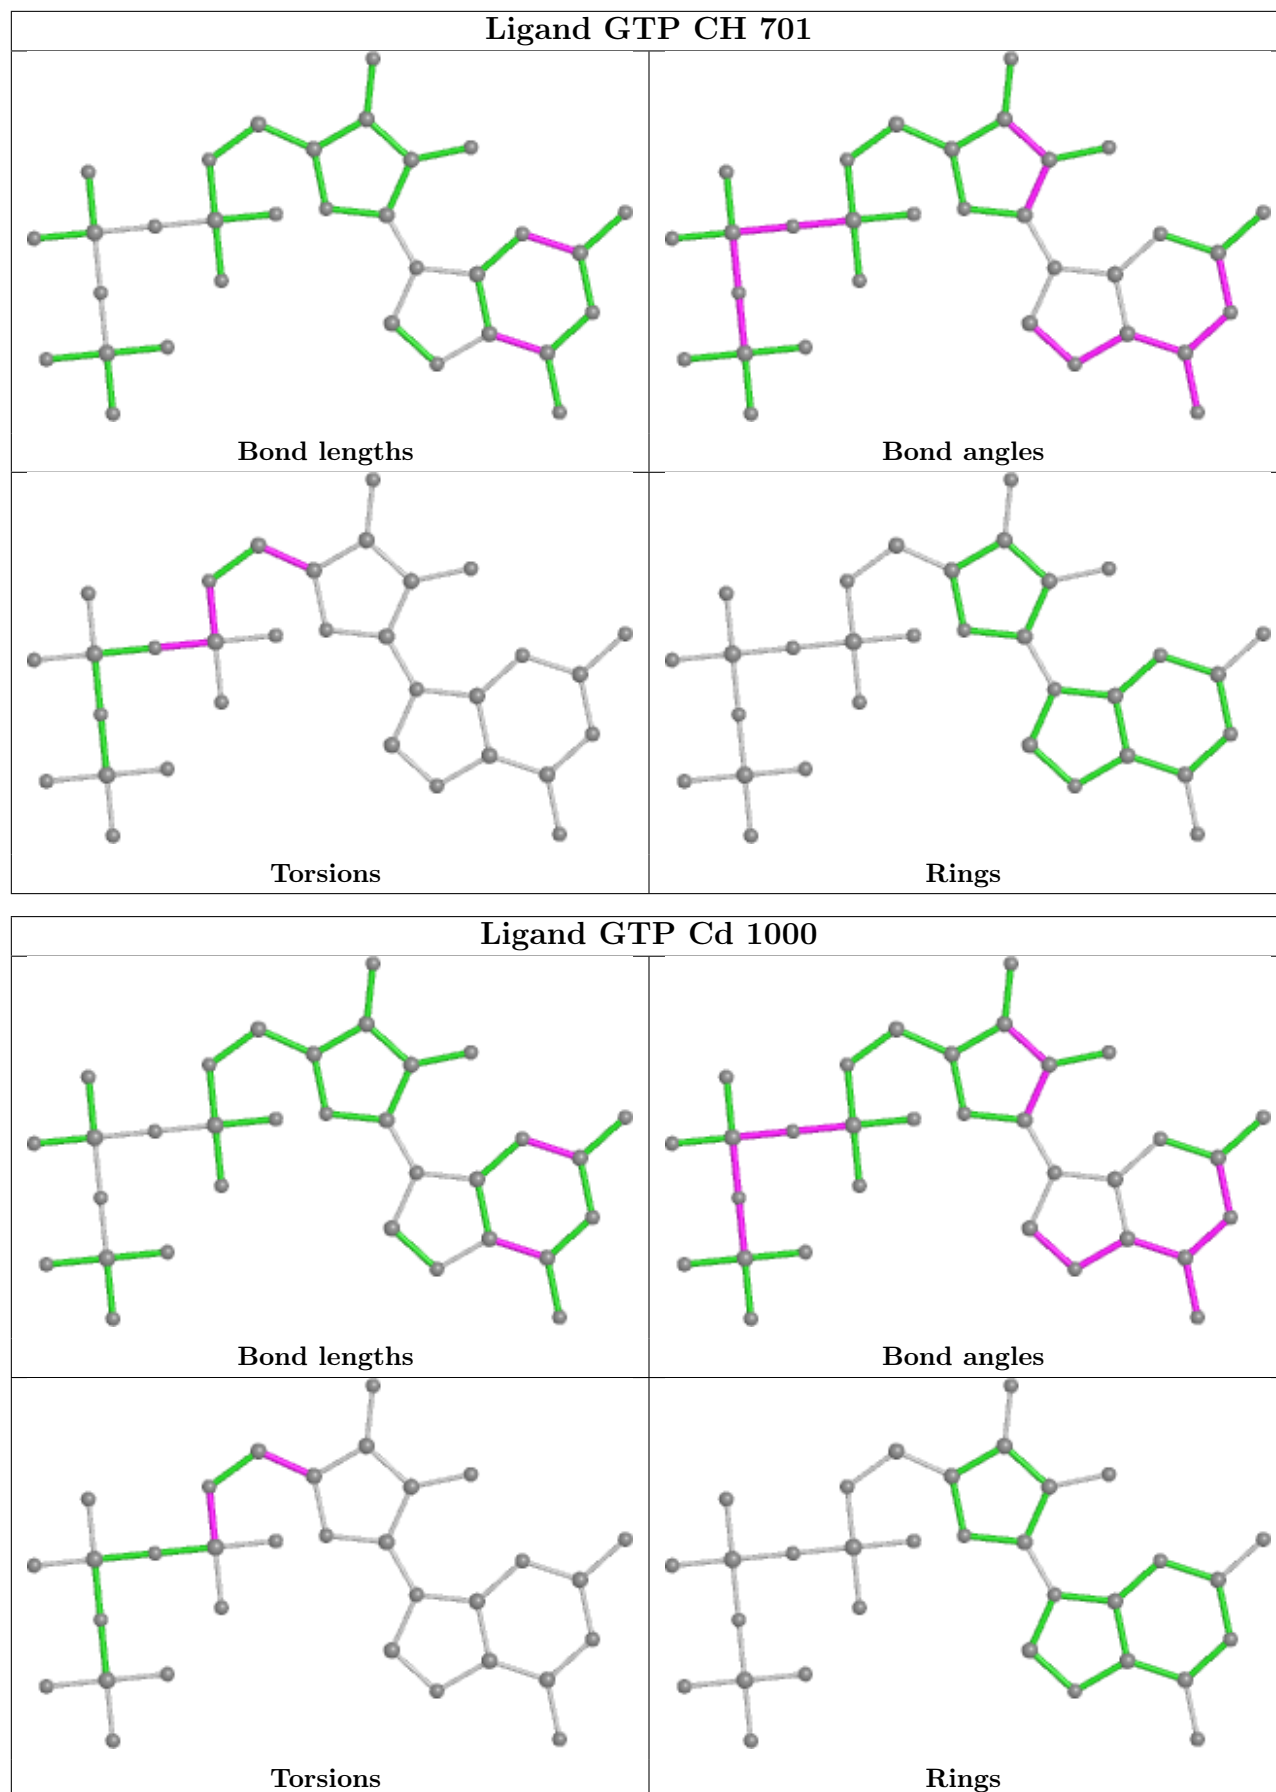 Ligand GTP CH 701
Bond lengths
Bond angles
Torsions
Rings
Ligand GTP Cd 1000
Bond lengths
Bond angles
Torsions
Rings